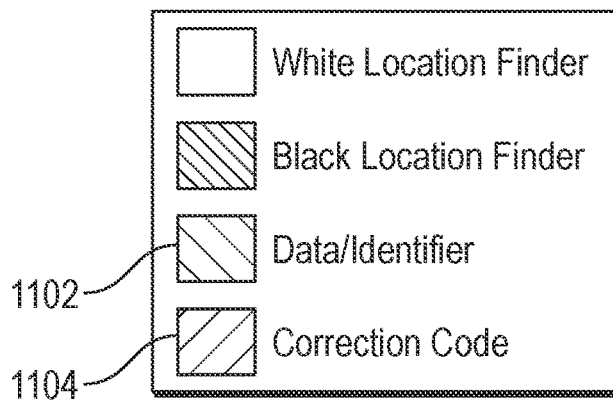 White Location Finder
Black Location Finder
Data/Identifier
1102
Correction Code
1104